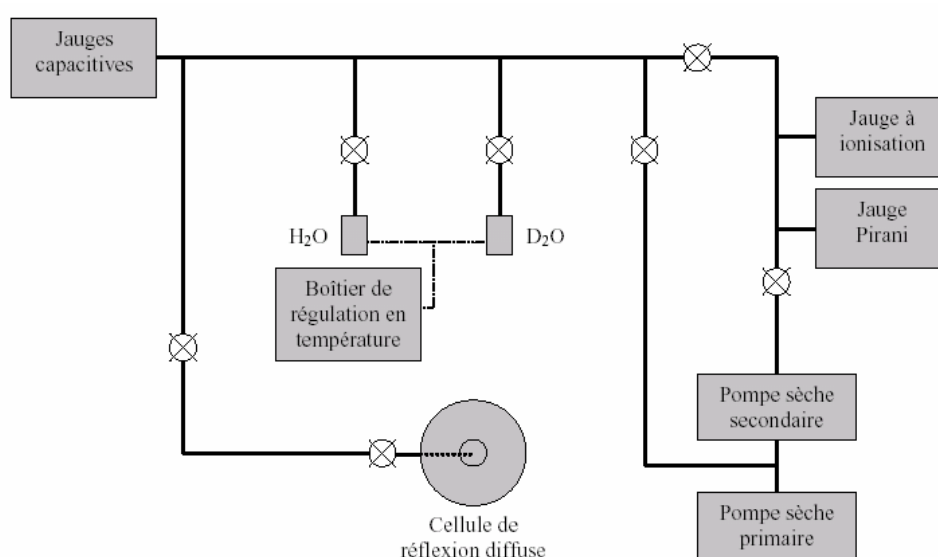 Jauges
capacitives
Jauge à
ionisation
Jauge
Pirani
H₂O
D₂O
Boîtier de
régulation en
température
Pompe sèche
secondaire
Cellule de
réflexion diffuse
Pompe sèche
primaire